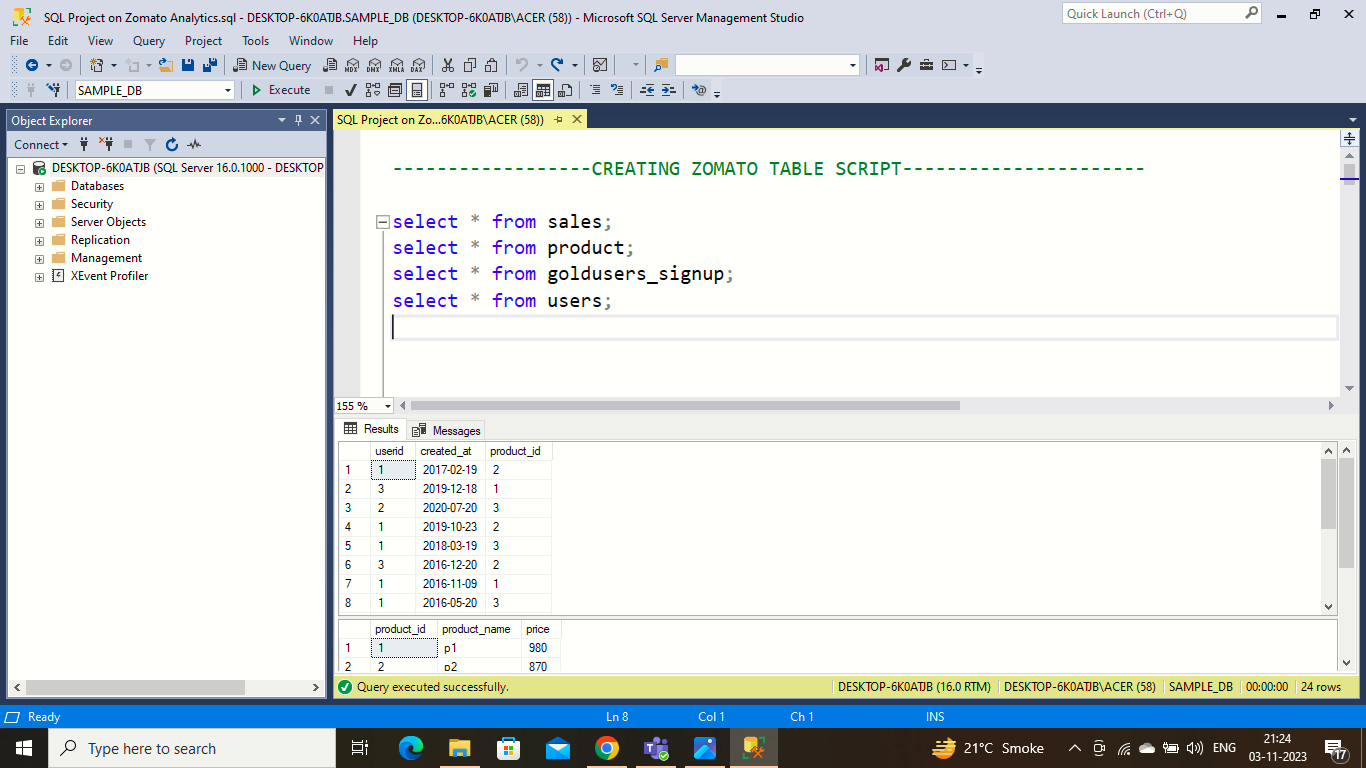 SQL Project on Zomato Analytics.sql - DESKTOP-6K0ATJB.SAMPLE_DB (DESKTOP-6K0ATJB\ACER (58)) - Microsoft SQL Server Management Studio
Quick Launch (Ctrl+Q)
File Edit View Query Project Tools Window Help
New Query
MDX DMX XMLA DAX
SAMPLE_DB
Execute
Object Explorer
SQL Project on Zo...6K0ATJB\ACER (58))
Connect
DESKTOP-6K0ATJB (SQL Server 16.0.1000 - DESKTOP
Databases
Security
Server Objects
Replication
Management
XEvent Profiler
------------------CREATING ZOMATO TABLE SCRIPT----------------------
select * from sales;
select * from product;
select * from goldusers_signup;
select * from users;
155 %
Results Messages
userid created_at product_id
1 1 2017-02-19 2
2 3 2019-12-18 1
3 2 2020-07-20 3
4 1 2019-10-23 2
5 1 2018-03-19 3
6 3 2016-12-20 2
7 1 2016-11-09 1
8 1 2016-05-20 3
product_id product_name price
1 1 p1 980
2 2 p2 870
Query executed successfully.
DESKTOP-6K0ATJB (16.0 RTM) DESKTOP-6K0ATJB\ACER (58) SAMPLE_DB 00:00:00 24 rows
Ready Ln 8 Col 1 Ch 1 INS
Type here to search
21°C Smoke
ENG
21:24
03-11-2023
17